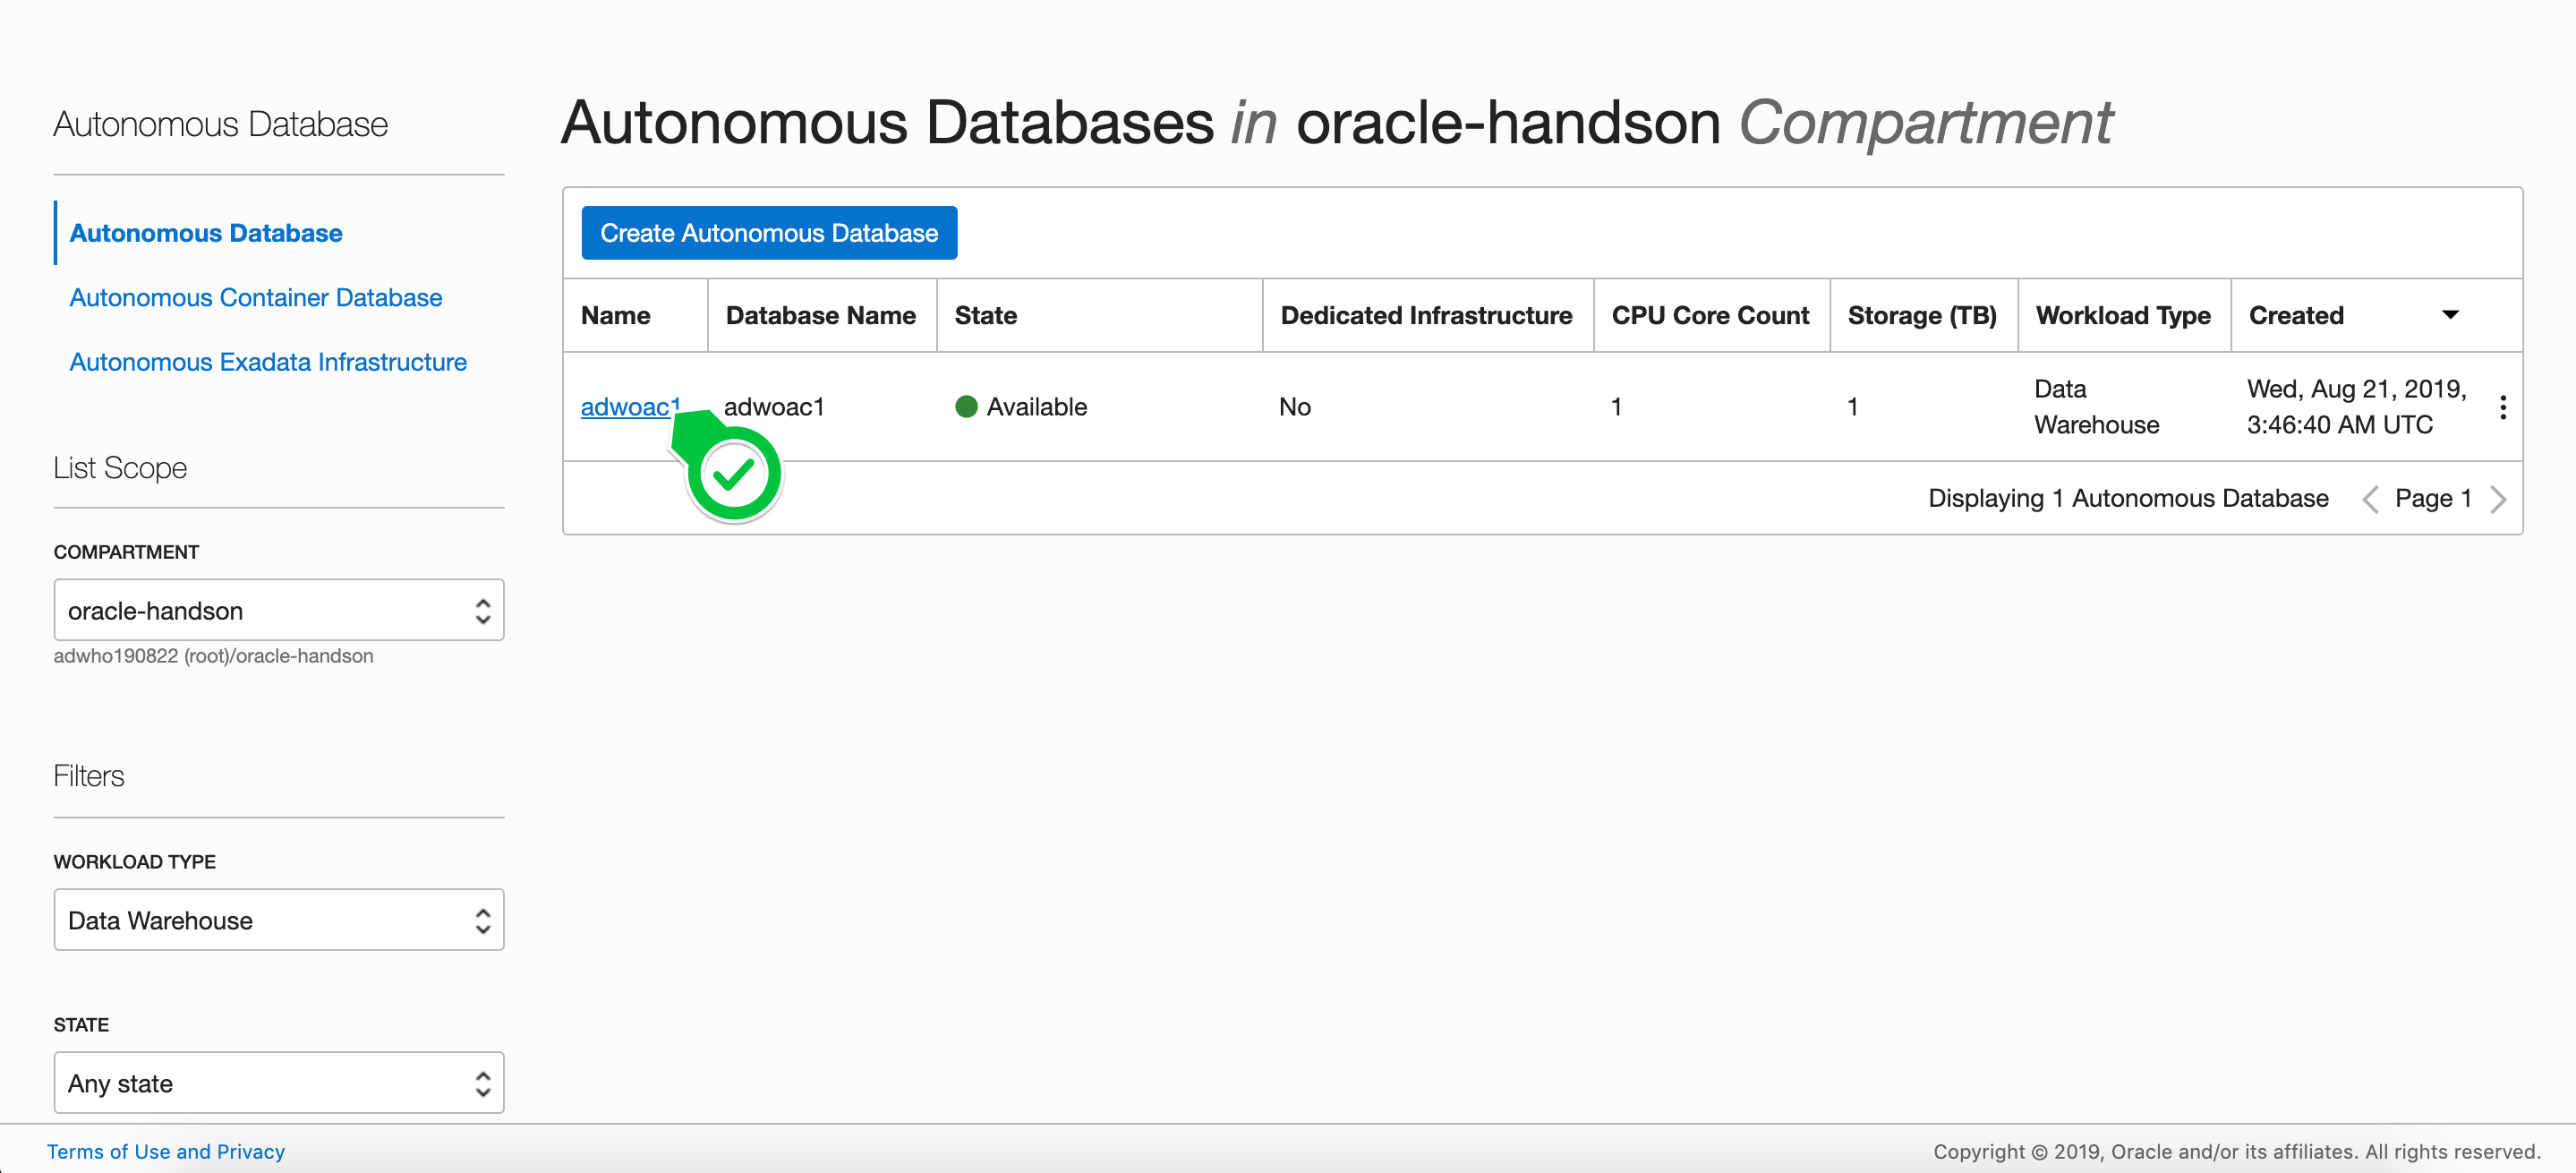 Autonomous Database
Autonomous Database
Autonomous Container Database
Autonomous Exadata Infrastructure
List Scope
COMPARTMENT
oracle-handson
adwho190822 (root)/oracle-handson
Filters
WORKLOAD TYPE
Data Warehouse
STATE
Any state
Autonomous Databases in oracle-handson Compartment
Create Autonomous Database
Name Database Name State Dedicated Infrastructure CPU Core Count Storage (TB) Workload Type Created
adwoac1 adwoac1 Available No 1 1 Data Warehouse Wed, Aug 21, 2019, 3:46:40 AM UTC
Displaying 1 Autonomous Database Page 1
Terms of Use and Privacy
Copyright © 2019, Oracle and/or its affiliates. All rights reserved.